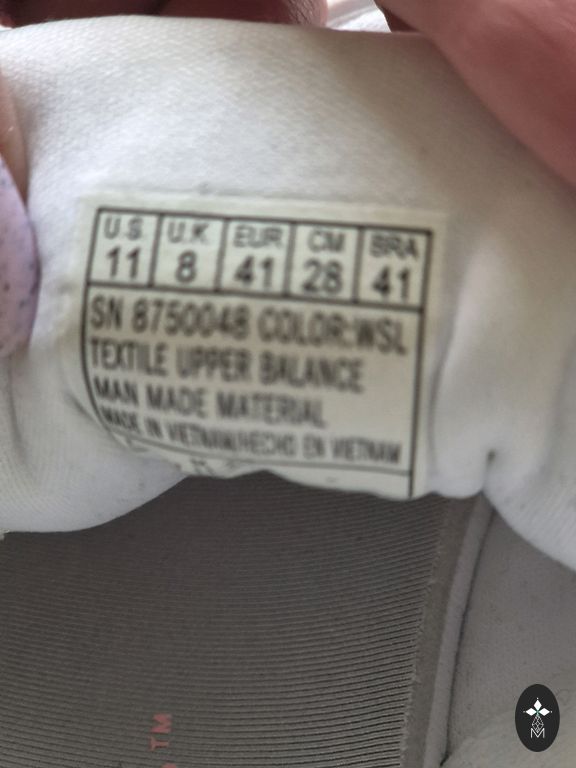 U.S. U.K. EUR CM BRA
11 8 41 28 41
SN 8750048 COLOR:WSL
TEXTILE UPPER BALANCE
MAN MADE MATERIAL
MADE IN VIETNAM/HECHO EN VIETNAM
TM
M